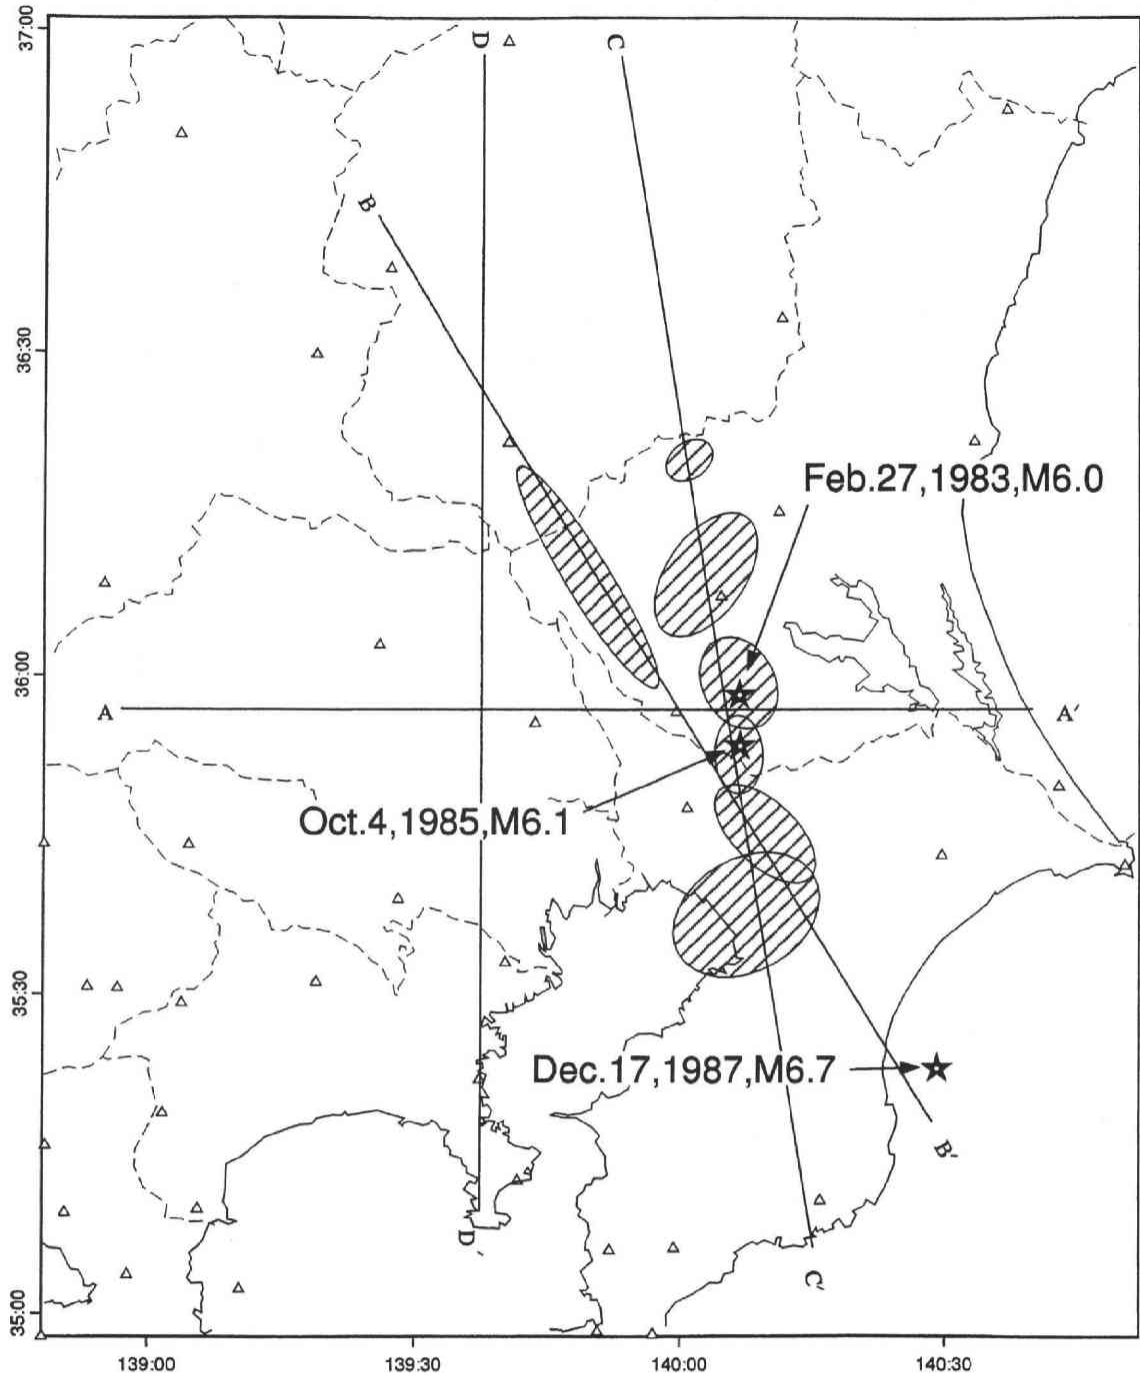 37:00
D
C
B
36:30
Feb.27,1983,M6.0
36:00
A
A'
Oct.4,1985,M6.1
35:30
Dec.17,1987,M6.7
B'
D'
C'
35:00
139:00
139:30
140:00
140:30